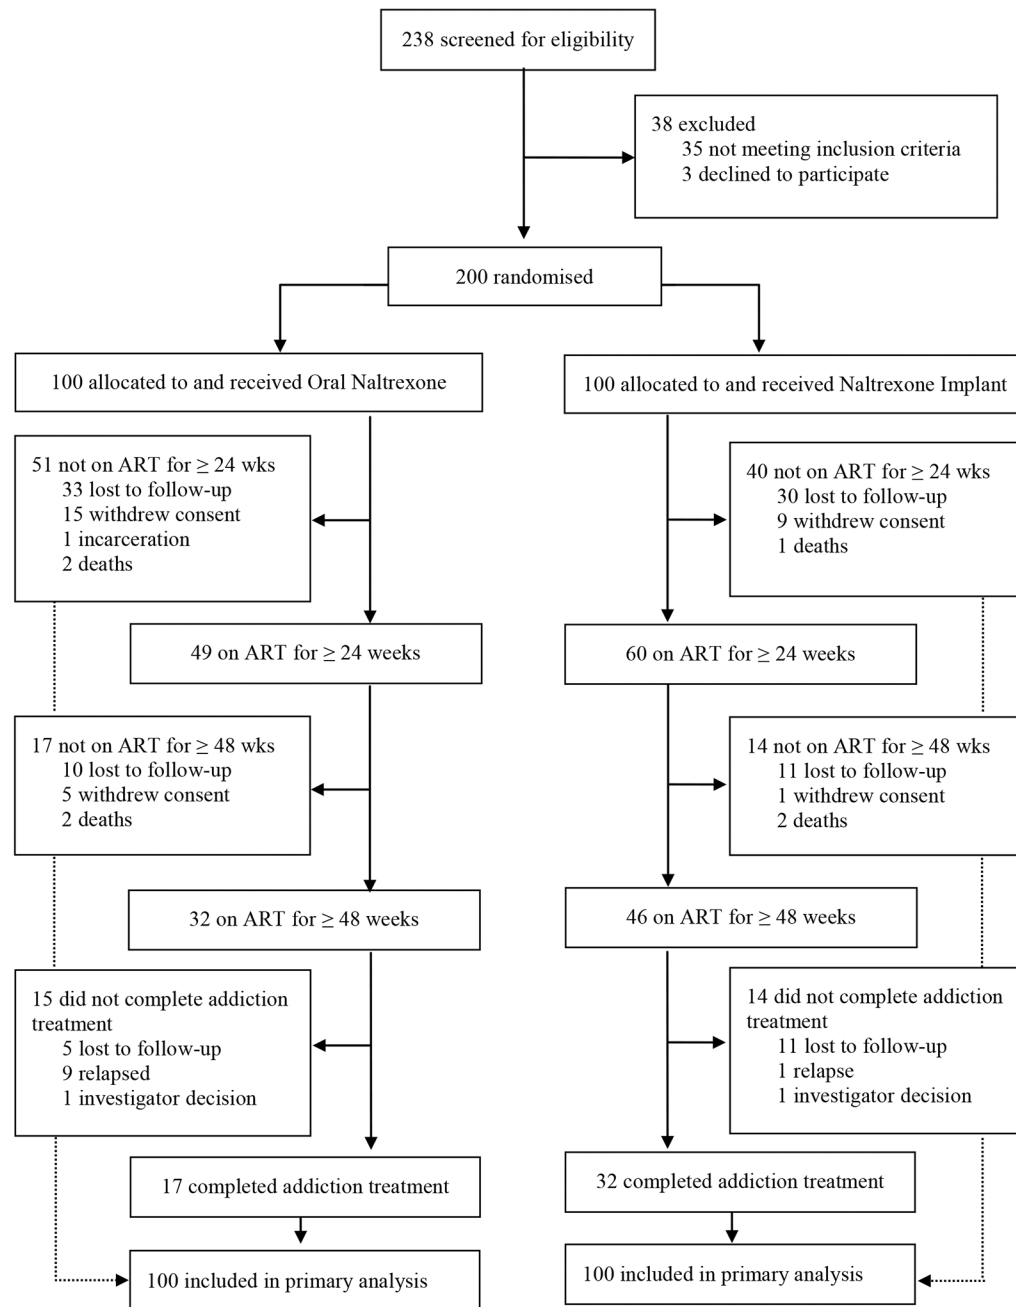 238 screened for eligibility
38 excluded
35 not meeting inclusion criteria
3 declined to participate
200 randomised
100 allocated to and received Oral Naltrexone
100 allocated to and received Naltrexone Implant
51 not on ART for ≥ 24 wks
33 lost to follow-up
15 withdrew consent
1 incarceration
2 deaths
40 not on ART for ≥ 24 wks
30 lost to follow-up
9 withdrew consent
1 deaths
49 on ART for ≥ 24 weeks
60 on ART for ≥ 24 weeks
17 not on ART for ≥ 48 wks
10 lost to follow-up
5 withdrew consent
2 deaths
14 not on ART for ≥ 48 wks
11 lost to follow-up
1 withdrew consent
2 deaths
32 on ART for ≥ 48 weeks
46 on ART for ≥ 48 weeks
15 did not complete addiction
treatment
5 lost to follow-up
9 relapsed
1 investigator decision
14 did not complete addiction
treatment
11 lost to follow-up
1 relapse
1 investigator decision
17 completed addiction treatment
32 completed addiction treatment
100 included in primary analysis
100 included in primary analysis